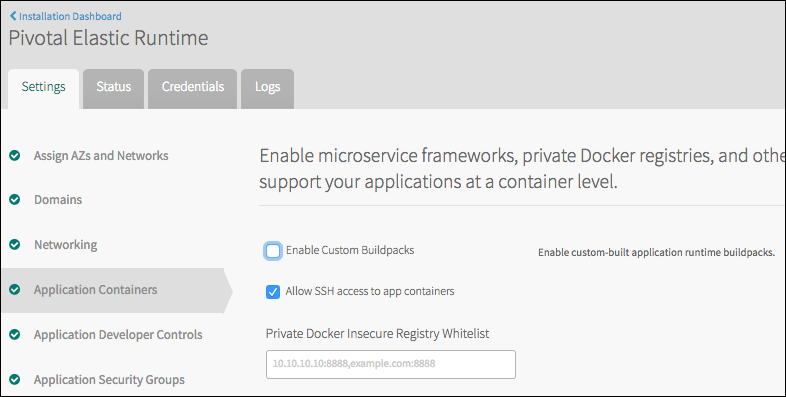 Installation Dashboard
Pivotal Elastic Runtime
Settings
Status
Credentials
Logs
Assign AZs and Networks
Domains
Networking
Application Containers
Application Developer Controls
Application Security Groups
Enable microservice frameworks, private Docker registries, and othe
support your applications at a container level.
Enable Custom Buildpacks
Enable custom-built application runtime buildpacks.
Allow SSH access to app containers
Private Docker Insecure Registry Whitelist
10.10.10.10:8888,example.com:8888